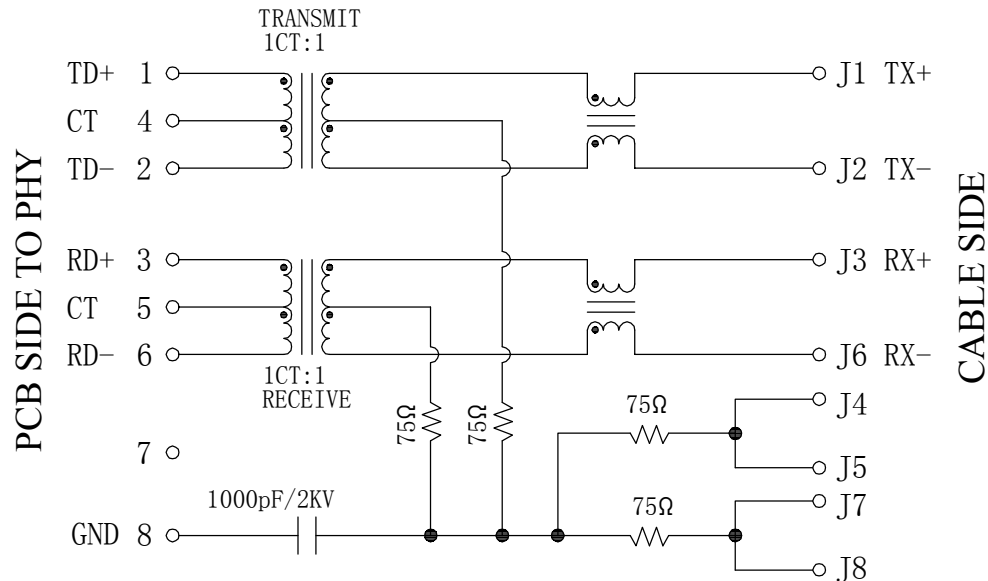 TRANSMIT
1CT:1
TD+ 1
J1 TX+
CT 4
TD- 2
J2 TX-
PCB SIDE TO PHY
CABLE SIDE
RD+ 3
J3 RX+
CT 5
RD- 6
J6 RX-
1CT:1
RECEIVE
75Ω
75Ω
75Ω
J4
7
J5
1000pF/2KV
75Ω
J7
GND 8
J8